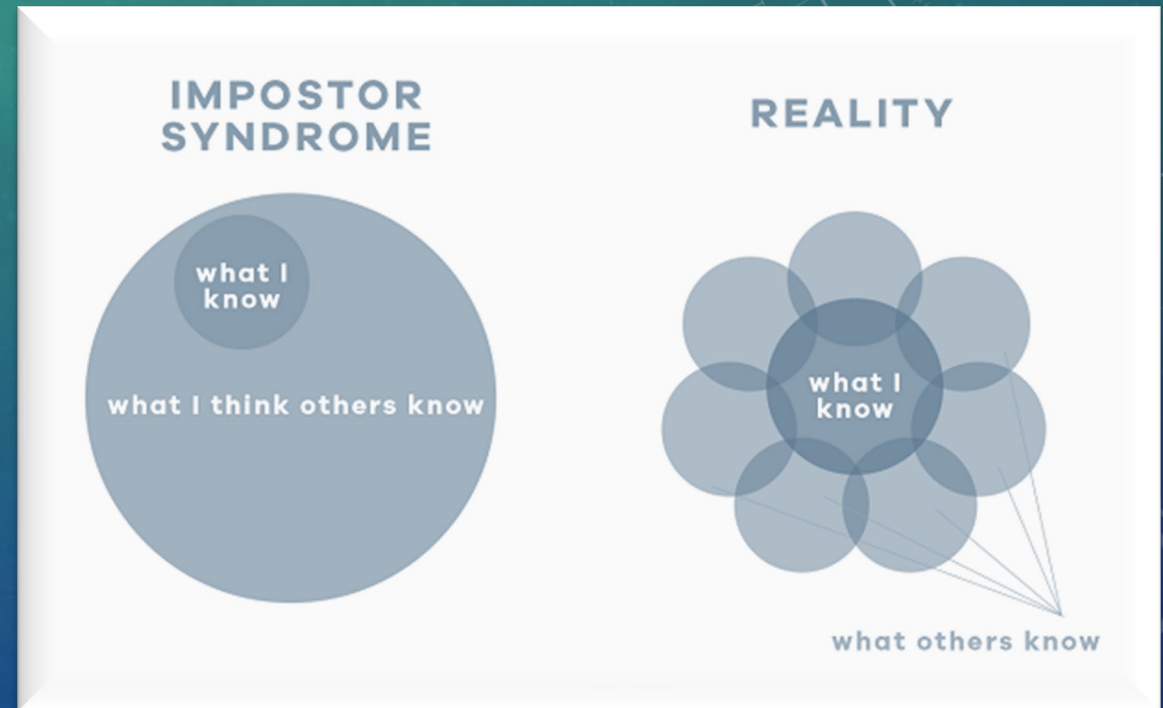 IMPOSTOR
SYNDROME
what I
know
what I think others know
REALITY
what I
know
what others know